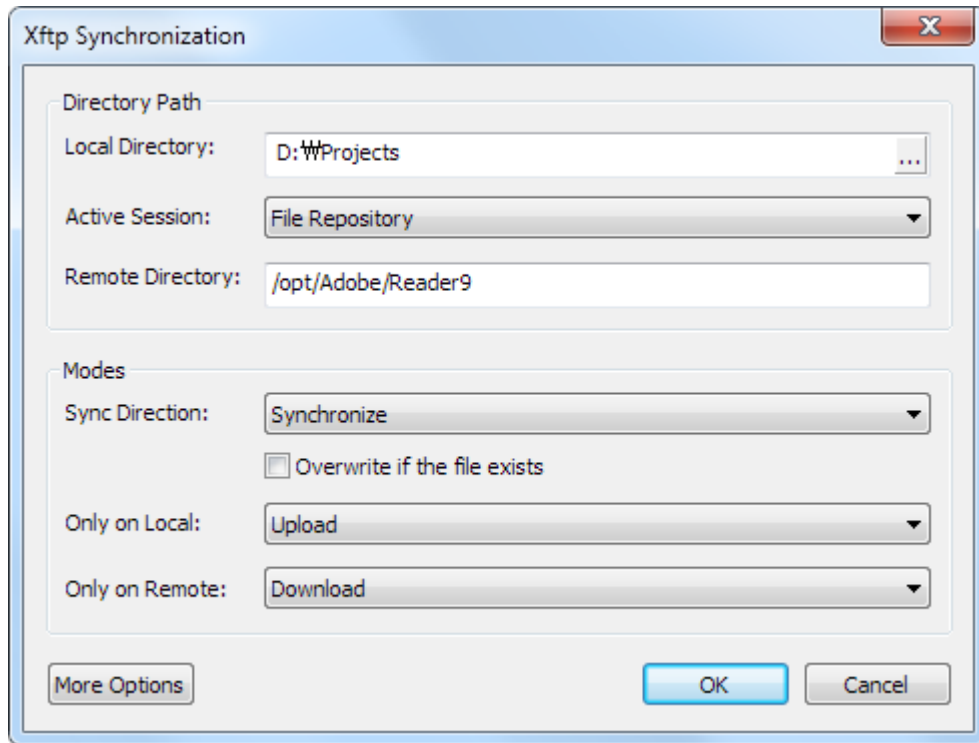 Xftp Synchronization
Directory Path
Local Directory:
D:₩Projects
...
Active Session:
File Repository
Remote Directory:
/opt/Adobe/Reader9
Modes
Sync Direction:
Synchronize
Overwrite if the file exists
Only on Local:
Upload
Only on Remote:
Download
More Options
OK
Cancel